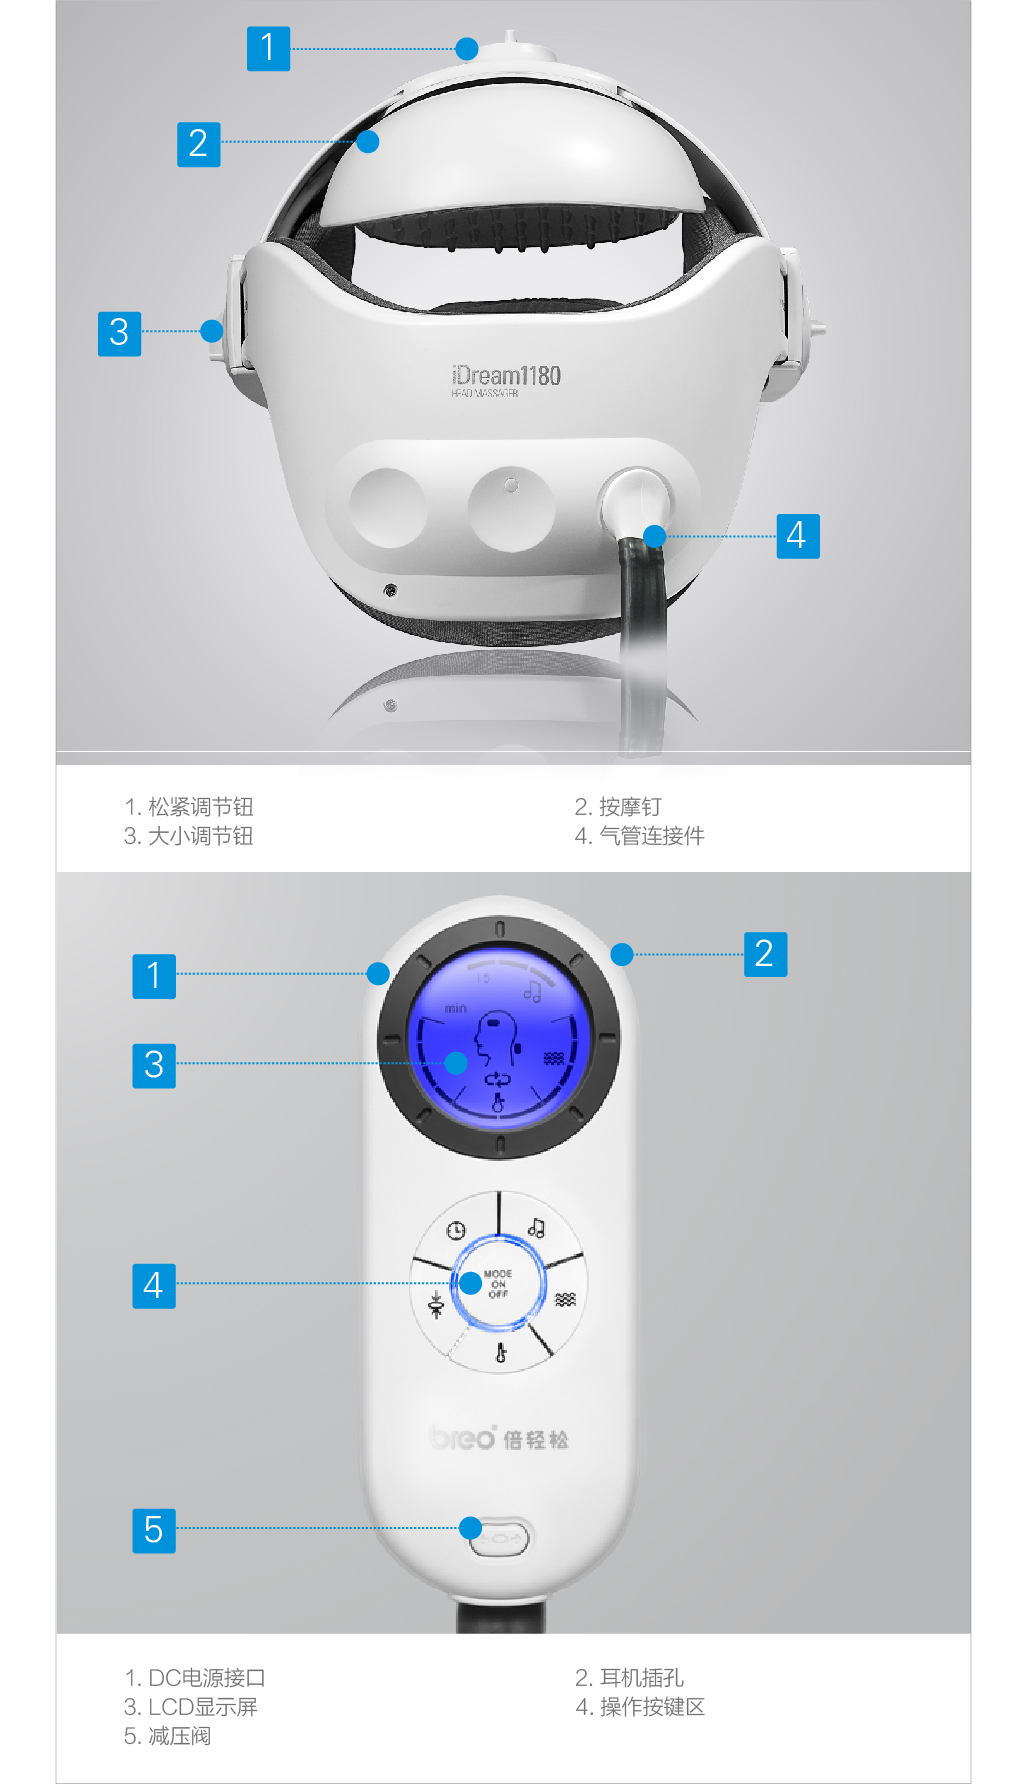 1
2
3
iDream1180
HEAD MASSAGER
4
1. 松紧调节钮
2. 按摩钉
3. 大小调节钮
4. 气管连接件
1
2
15
min
3
4
MODE
ON
OFF
breo 倍轻松
5
1. DC电源接口
2. 耳机插孔
3. LCD显示屏
4. 操作按键区
5. 减压阀